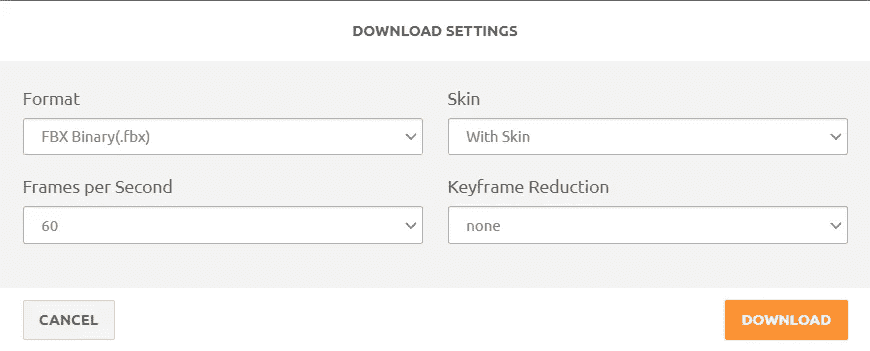 DOWNLOAD SETTINGS
Format
Skin
FBX Binary(.fbx)
With Skin
Frames per Second
Keyframe Reduction
60
none
CANCEL
DOWNLOAD